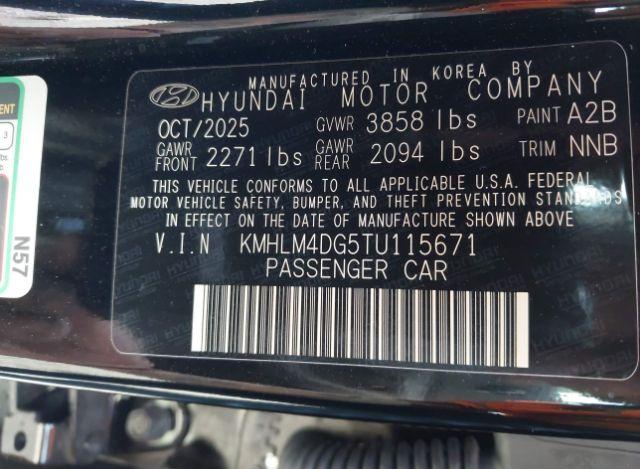 MANUFACTURED IN KOREA BY
HYUNDAI MOTOR COMPANY
OCT/2025 GVWR 3858 lbs PAINT A2B
GAWR FRONT 2271 lbs GAWR REAR 2094 lbs TRIM NNB
THIS VEHICLE CONFORMS TO ALL APPLICABLE U.S.A. FEDERAL
MOTOR VEHICLE SAFETY, BUMPER, AND THEFT PREVENTION STANDARDS
IN EFFECT ON THE DATE OF MANUFACTURE SHOWN ABOVE
V.I.N KMHLM4DG5TU115671
PASSENGER CAR
N57